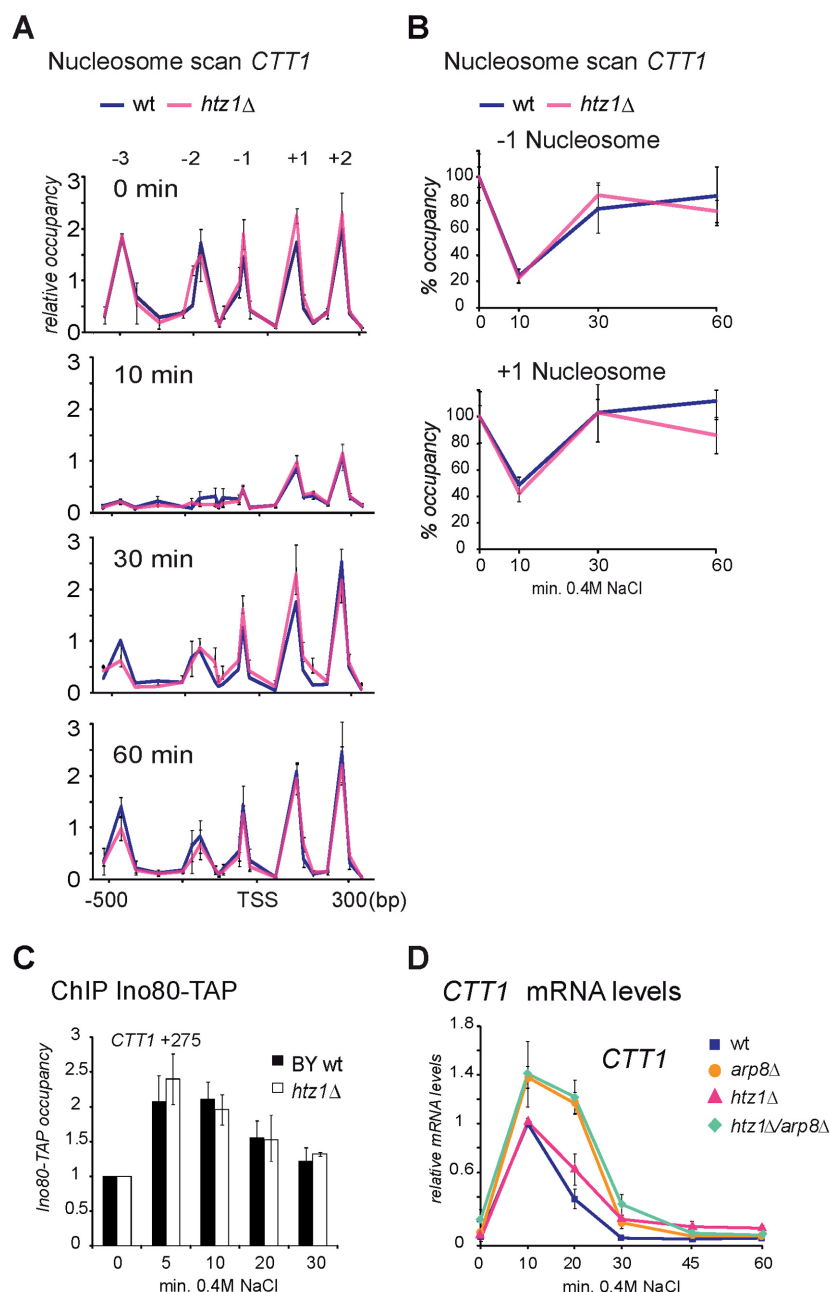 A
Nucleosome scan CTT1
wt htz1Δ
-3 -2 -1 +1 +2
relative occupancy
0 min
3
2
1
0
10 min
3
2
1
0
30 min
3
2
1
0
60 min
3
2
1
0
-500 TSS 300(bp)
B
Nucleosome scan CTT1
wt htz1Δ
-1 Nucleosome
% occupancy
100
80
60
40
20
0
0 10 30 60
+1 Nucleosome
% occupancy
100
80
60
40
20
0
0 10 30 60
min. 0.4M NaCl
C
ChIP Ino80-TAP
CTT1 +275
BY wt
htz1Δ
Ino80-TAP occupancy
3
2.5
2
1.5
1
0.5
0
0 5 10 20 30
min. 0.4M NaCl
D
CTT1 mRNA levels
CTT1
wt
arp8Δ
htz1Δ
htz1Δ/arp8Δ
relative mRNA levels
1.8
1.4
1
0.6
0
0 10 20 30 45 60
min. 0.4M NaCl